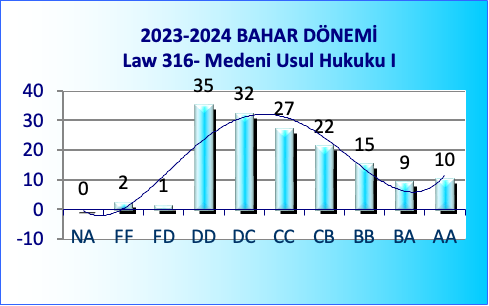 2023-2024 BAHAR DÖNEMİ
Law 316- Medeni Usul Hukuku I
40
30
20
10
0
-10
0 2 1 35 32 27 22 15 9 10
NA FF FD DD DC CC CB BB BA AA